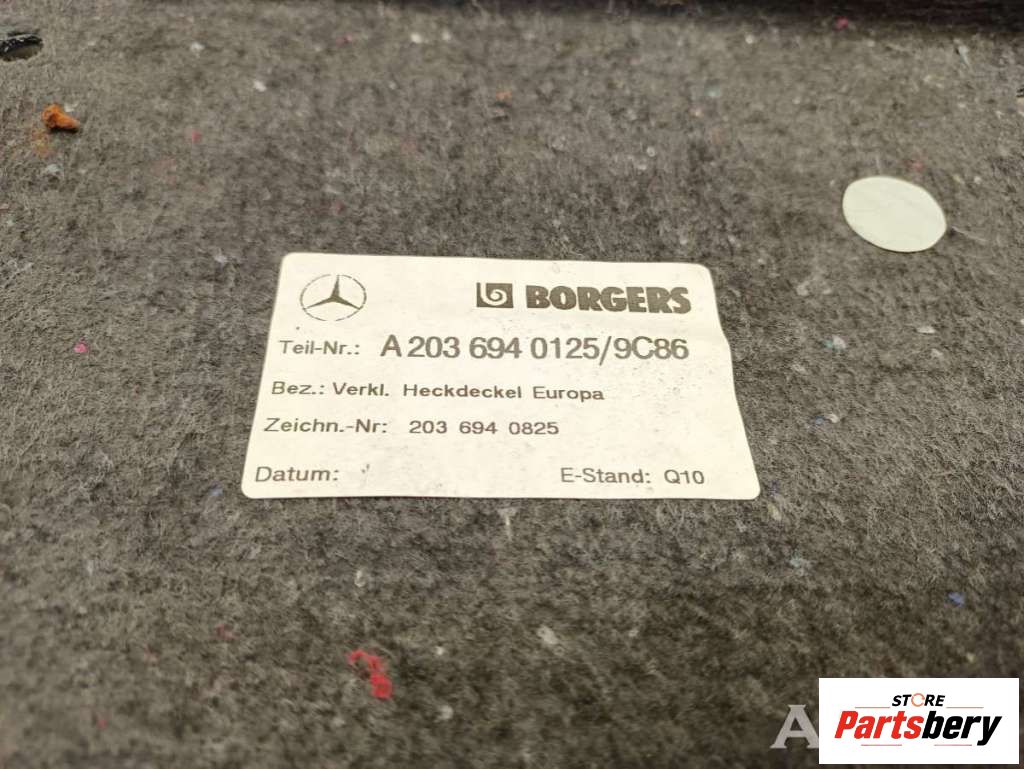 BORGERS
Teil-Nr.: A 203 694 0125/9C86
Bez.: Verkl. Heckdeckel Europa
Zeichn.-Nr: 203 694 0825
Datum: E-Stand: Q10
A
STORE
Partsbery